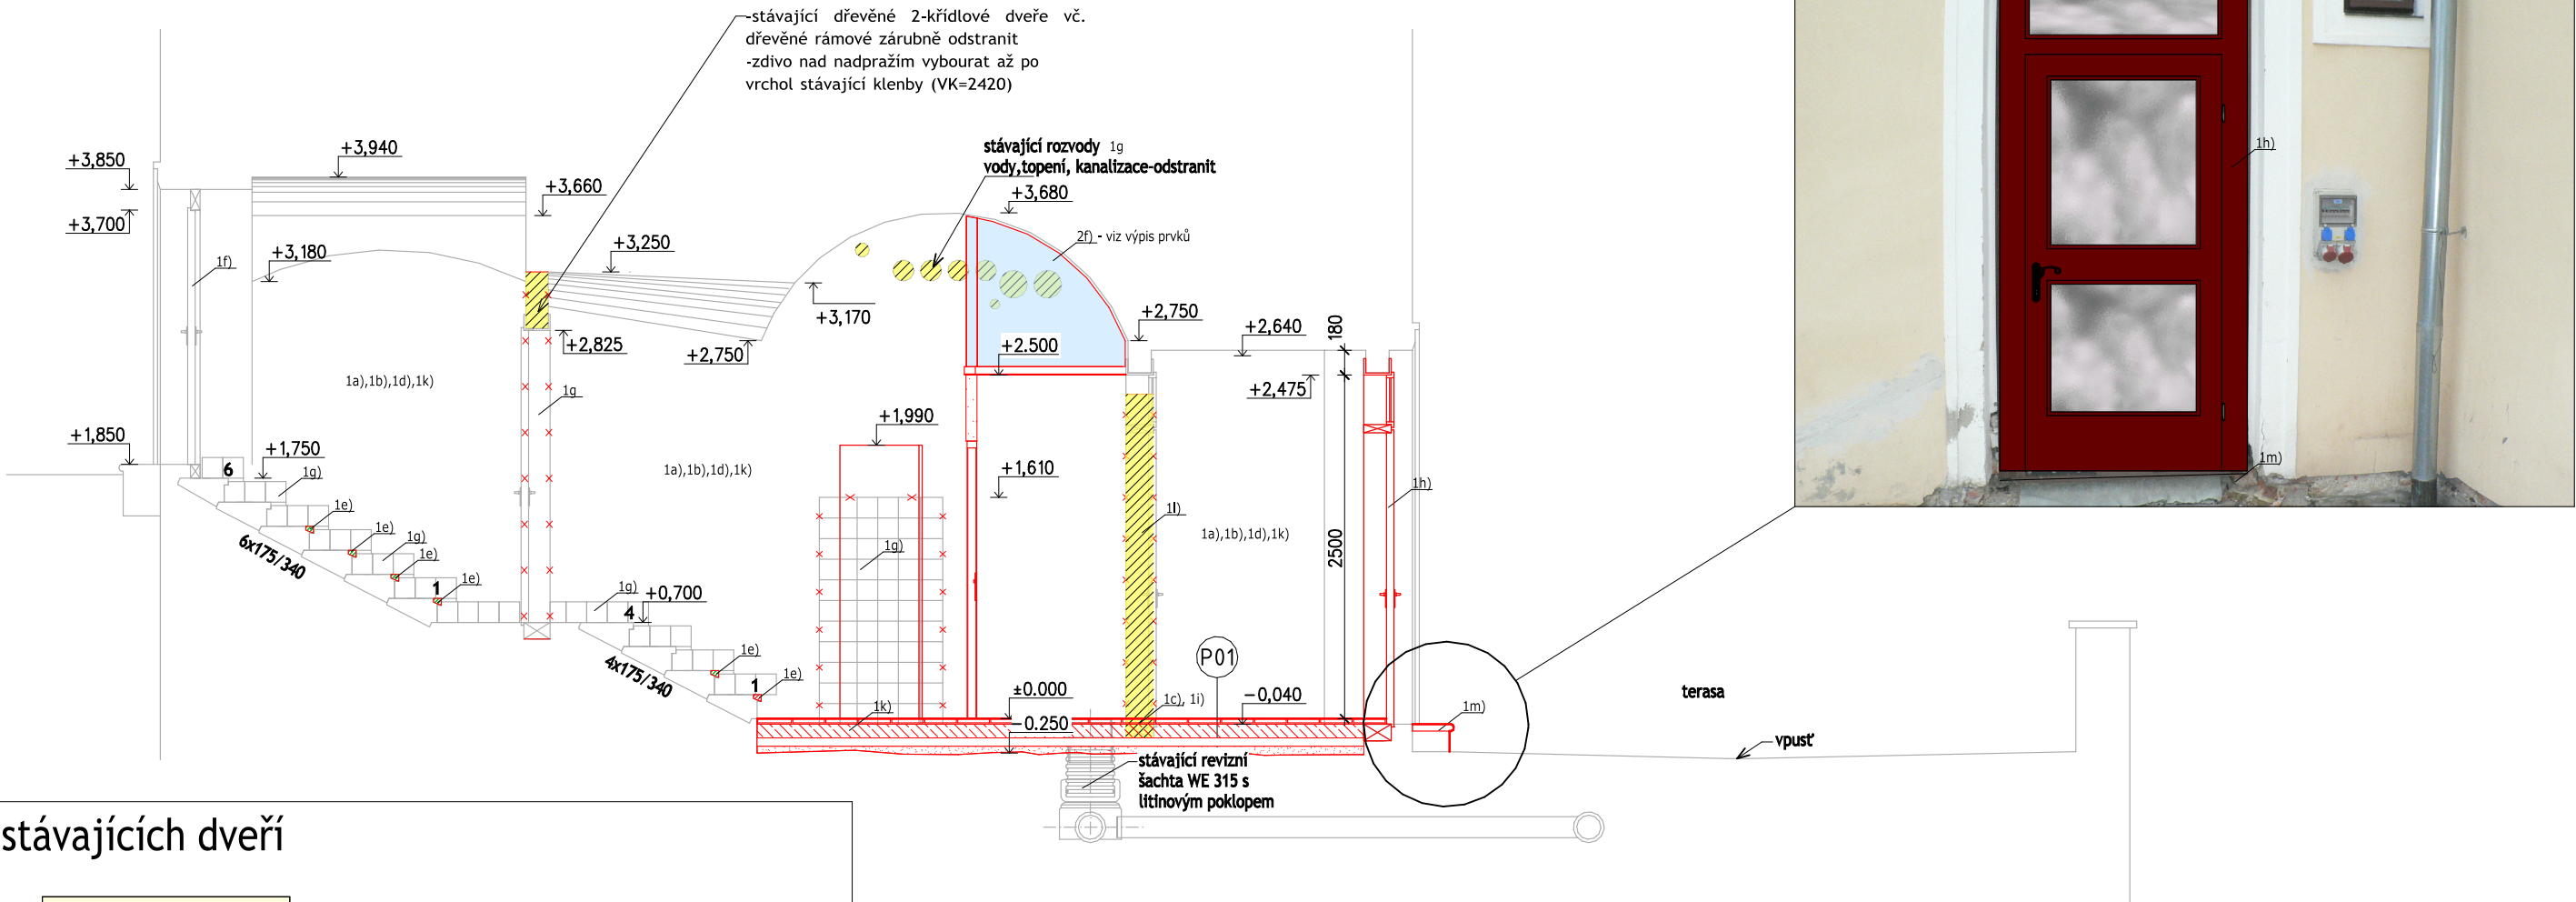 -stávající dřevěné 2-křídlové dveře vč.
dřevěné rámové zárubně odstranit
-zdivo nad nadpražím vybourat až po
vrchol stávající klenby (VK=2420)
stávající rozvody 1g
vody,topení, kanalizace-odstranit
+3,850
+3,940
+3,660
+3,680
+3,700
+3,180
+3,250
2f) - viz výpis prvků
1f)
1h)
+3,170
+2,750
+2,640
180
+2,825
+2,750
+2.500
+2,475
1a),1b),1d),1k)
1g
+1,990
+1,850
+1,750
6
1g)
1a),1b),1d),1k)
+1,610
1h)
1m)
1e)
1e)
1g)
1e)
6x175/340
1l)
1a),1b),1d),1k)
2500
1g)
1e)
1
1g)
+0,700
4
1e)
4x175/340
1e)
1
P01
±0.000
1c), 1i)
-0,040
terasa
1k)
-0.250
1m)
vpusť
stávající revizní
šachta WE 315 s
litinovým poklopem
stávajících dveří